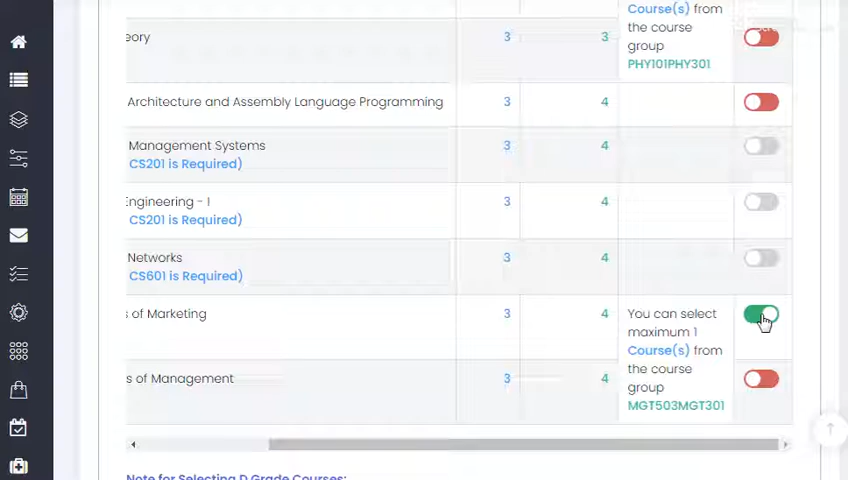 Course(s) from
the course
group
PHY101PHY301
eory 3 3
Architecture and Assembly Language Programming 3 4
Management Systems 3 4
CS201 is Required)
Engineering - I 3 4
CS201 is Required)
Networks 3 4
CS601 is Required)
s of Marketing 3 4
You can select
maximum 1
Course(s) from
the course
group
MGT503MGT301
s of Management 3 4
Note for Selecting D Grade Courses: